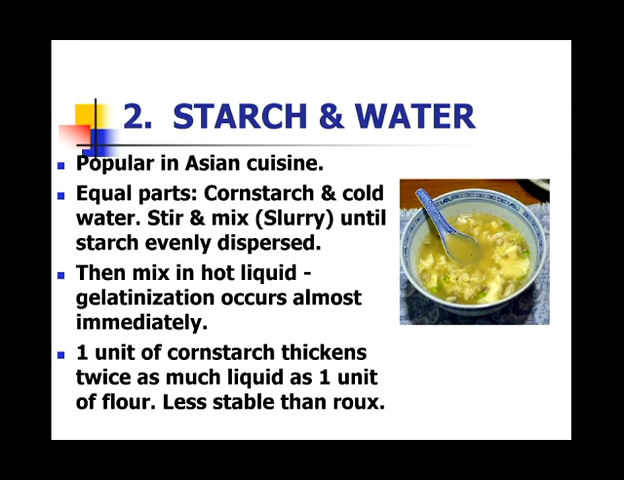 2. STARCH & WATER
Popular in Asian cuisine.
Equal parts: Cornstarch & cold
water. Stir & mix (Slurry) until
starch evenly dispersed.
Then mix in hot liquid -
gelatinization occurs almost
immediately.
1 unit of cornstarch thickens
twice as much liquid as 1 unit
of flour. Less stable than roux.